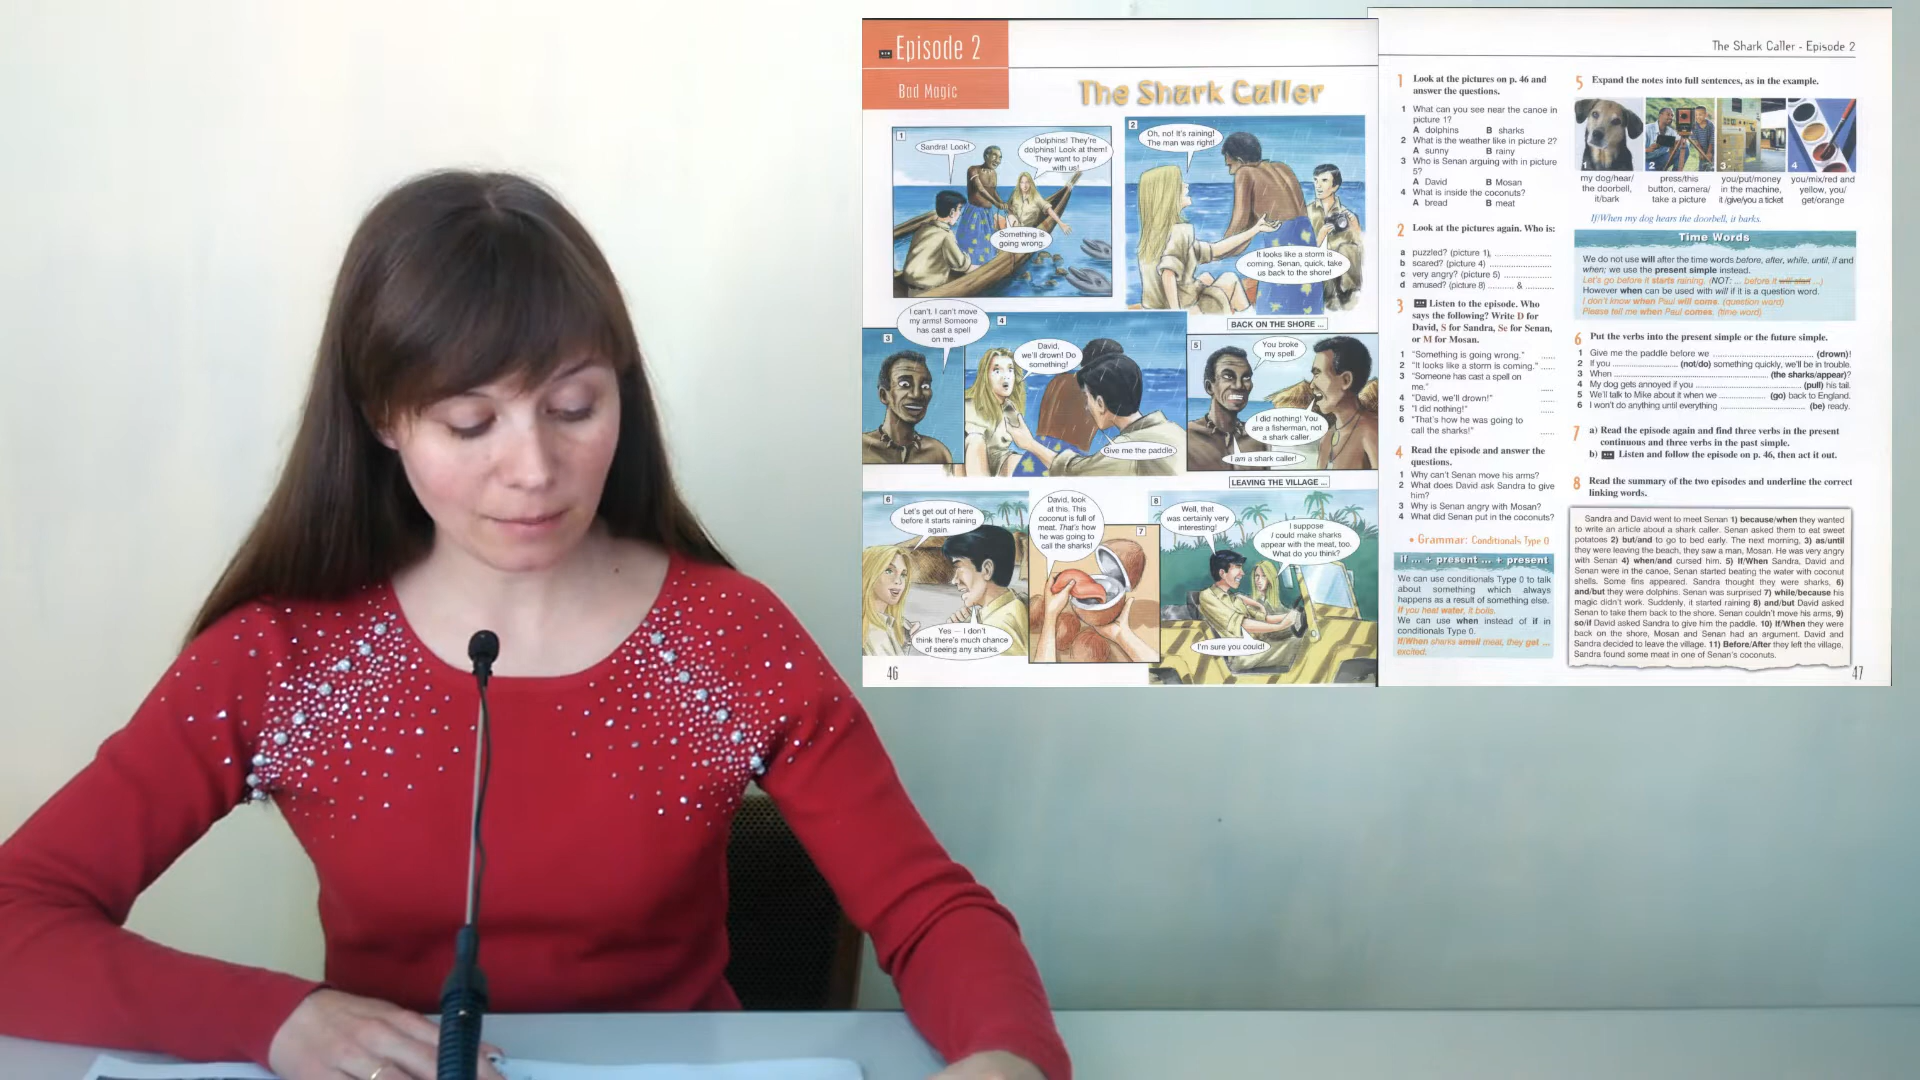 Episode 2
Bad Magic
The Shark Caller
1
Sandra! Look!
Dolphins! They're
dolphins! Look at them!
They want to play
with us!
Something is
going wrong.
2
Oh, no! It's raining!
The man was right!
It looks like a storm is
coming. Senan, quick, take
us back to the shore!
3
I can't. I can't move
my arms! Someone
has cast a spell
on me.
4
David,
we'll drown! Do
something!
Give me the paddle.
BACK ON THE SHORE ...
5
You broke
my spell.
I did nothing! You
are a fisherman, not
a shark caller.
I am a shark caller!
LEAVING THE VILLAGE ...
6
Let's get out of here
before it starts raining
again.
Yes — I don't
think there's much chance
of seeing any sharks.
7
David, look
at this. This
coconut is full of
meat. That's how
he was going to
call the sharks!
8
Well, that
was certainly very
interesting!
I suppose
I could make sharks
appear with the meat, too.
What do you think?
I'm sure you could!
46
The Shark Caller - Episode 2
1 Look at the pictures on p. 46 and
answer the questions.
1 What can you see near the canoe in
picture 1?
A dolphins B sharks
2 What is the weather like in picture 2?
A sunny B rainy
3 Who is Senan arguing with in picture
5?
A David B Mosan
4 What is inside the coconuts?
A bread B meat
2 Look at the pictures again. Who is:
a puzzled? (picture 1), .....................
b scared? (picture 4) .......................
c very angry? (picture 5) .................
d amused? (picture 8) .......... & ............
3 Listen to the episode. Who
says the following? Write D for
David, S for Sandra, Se for Senan,
or M for Mosan.
1 "Something is going wrong." ......
2 "It looks like a storm is coming." ......
3 "Someone has cast a spell on
me." ......
4 "David, we'll drown!" ......
5 "I did nothing!" ......
6 "That's how he was going to
call the sharks!" ......
4 Read the episode and answer the
questions.
1 Why can't Senan move his arms?
2 What does David ask Sandra to give
him?
3 Why is Senan angry with Mosan?
4 What did Senan put in the coconuts?
• Grammar: Conditionals Type 0
If ... + present ... + present
We can use conditionals Type 0 to talk
about something which always
happens as a result of something else.
If you heat water, it boils.
We can use when instead of if in
conditionals Type 0.
If/When sharks smell meat, they get ...
excited.
5 Expand the notes into full sentences, as in the example.
1
2
3
4
my dog/hear/
the doorbell,
it/bark
press/this
button, camera/
take a picture
you/put/money
in the machine,
it /give/you a ticket
you/mix/red and
yellow, you/
get/orange
If/When my dog hears the doorbell, it barks.
Time Words
We do not use will after the time words before, after, while, until, if and
when; we use the present simple instead.
Let's go before it starts raining. (NOT: ... before it will start ...)
However when can be used with will if it is a question word.
I don't know when Paul will come. (question word)
Please tell me when Paul comes. (time word)
6 Put the verbs into the present simple or the future simple.
1 Give me the paddle before we .................................. (drown)!
2 If you ...................... (not/do) something quickly, we'll be in trouble.
3 When ..................................................... (the sharks/appear)?
4 My dog gets annoyed if you ................................... (pull) his tail.
5 We'll talk to Mike about it when we ................ (go) back to England.
6 I won't do anything until everything ............................ (be) ready.
7 a) Read the episode again and find three verbs in the present
continuous and three verbs in the past simple.
b) Listen and follow the episode on p. 46, then act it out.
8 Read the summary of the two episodes and underline the correct
linking words.
Sandra and David went to meet Senan 1) because/when they wanted
to write an article about a shark caller. Senan asked them to eat sweet
potatoes 2) but/and to go to bed early. The next morning, 3) as/until
they were leaving the beach, they saw a man, Mosan. He was very angry
with Senan 4) when/and cursed him. 5) If/When Sandra, David and
Senan were in the canoe, Senan started beating the water with coconut
shells. Some fins appeared. Sandra thought they were sharks, 6)
and/but they were dolphins. Senan was surprised 7) while/because his
magic didn't work. Suddenly, it started raining 8) and/but David asked
Senan to take them back to the shore. Senan couldn't move his arms, 9)
so/if David asked Sandra to give him the paddle. 10) If/When they were
back on the shore, Mosan and Senan had an argument. David and
Sandra decided to leave the village. 11) Before/After they left the village,
Sandra found some meat in one of Senan's coconuts.
47